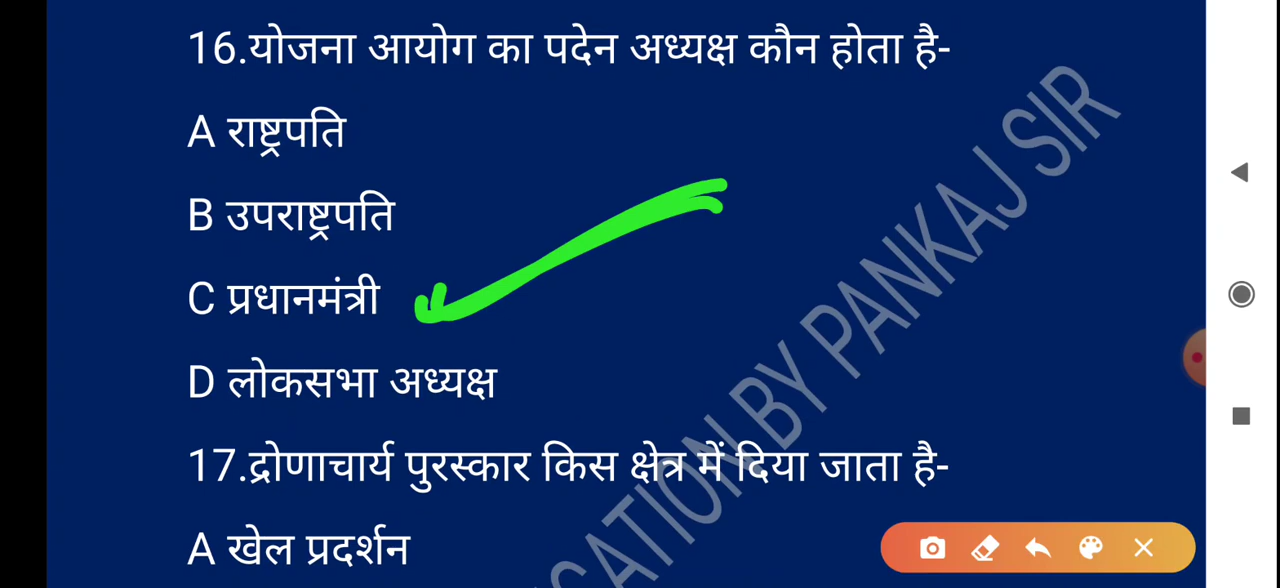 16.योजना आयोग का पदेन अध्यक्ष कौन होता है-
A राष्ट्रपति
B उपराष्ट्रपति
C प्रधानमंत्री
D लोकसभा अध्यक्ष
17.द्रोणाचार्य पुरस्कार किस क्षेत्र में दिया जाता है-
A खेल प्रदर्शन
BY PANKAJ SIR